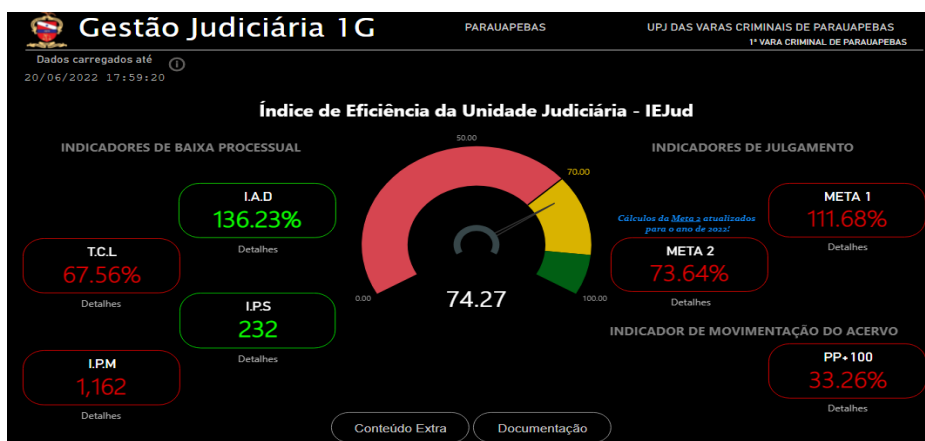 Gestão Judiciária 1G
PARAUAPEBAS
UPJ DAS VARAS CRIMINAIS DE PARAUAPEBAS
1ª VARA CRIMINAL DE PARAUAPEBAS
Dados carregados até
20/06/2022 17:59:20
Índice de Eficiência da Unidade Judiciária - IEJud
INDICADORES DE BAIXA PROCESSUAL
I.A.D
136.23%
Detalhes
T.C.L
67.56%
Detalhes
I.P.S
232
Detalhes
I.P.M
1,162
Detalhes
50.00
70.00
0.00
74.27
100.00
INDICADORES DE JULGAMENTO
META 1
111.68%
Detalhes
Cálculos da Meta 2 atualizados
para o ano de 2022!
META 2
73.64%
Detalhes
INDICADOR DE MOVIMENTAÇÃO DO ACERVO
PP+100
33.26%
Detalhes
Conteúdo Extra
Documentação